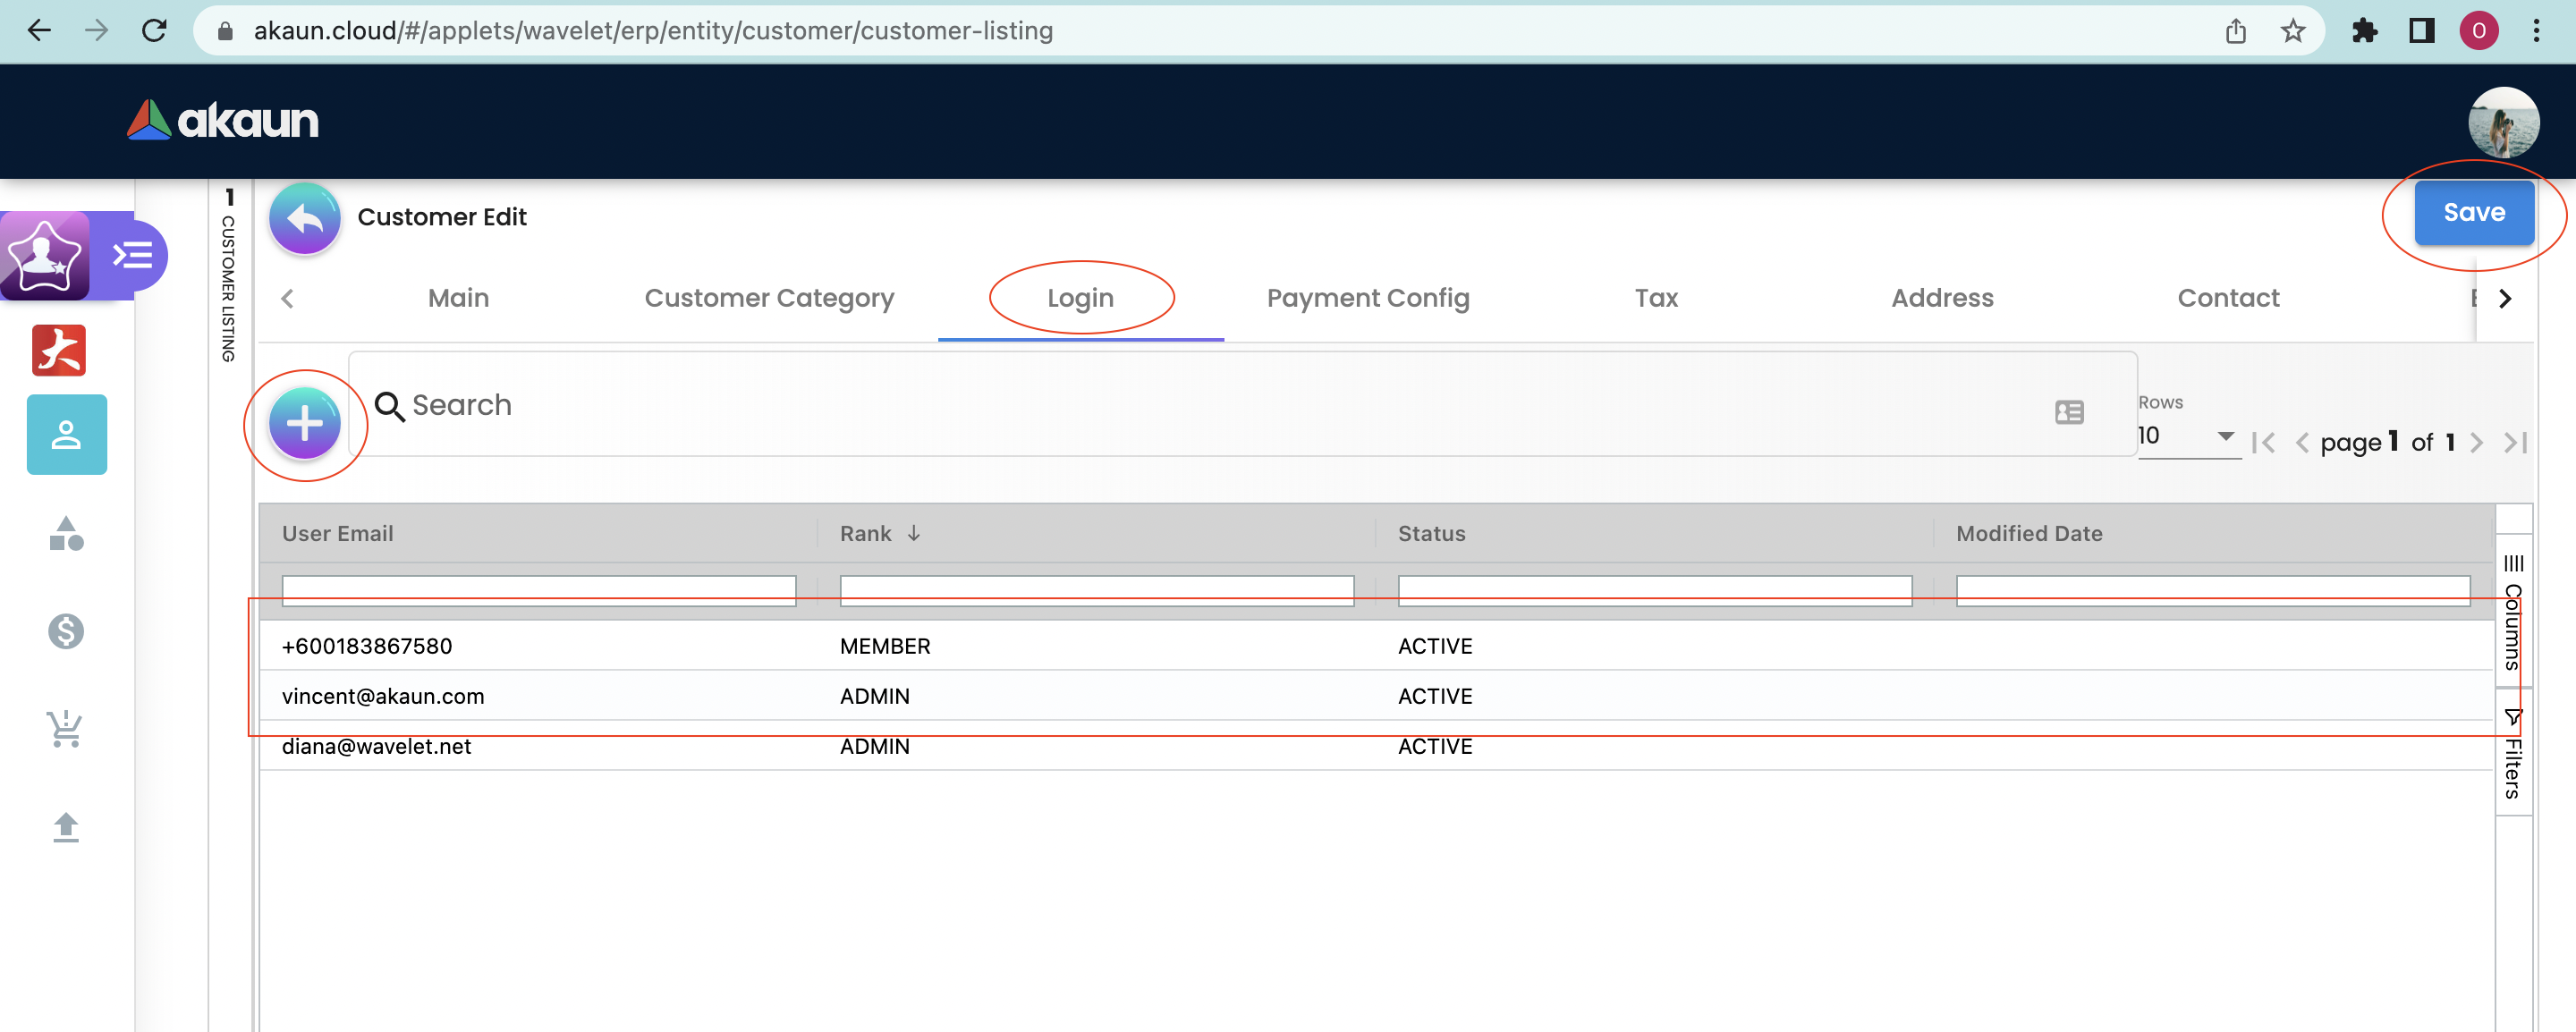 akaun.cloud/#/applets/wavelet/erp/entity/customer/customer-listing
O
akaun
1
CUSTOMER LISTING
Customer Edit
Save
Main
Customer Category
Login
Payment Config
Tax
Address
Contact
Search
Rows
10
page 1 of 1
User Email
Rank
Status
Modified Date
+600183867580 MEMBER ACTIVE
vincent@akaun.com ADMIN ACTIVE
diana@wavelet.net ADMIN ACTIVE
Columns
Filters